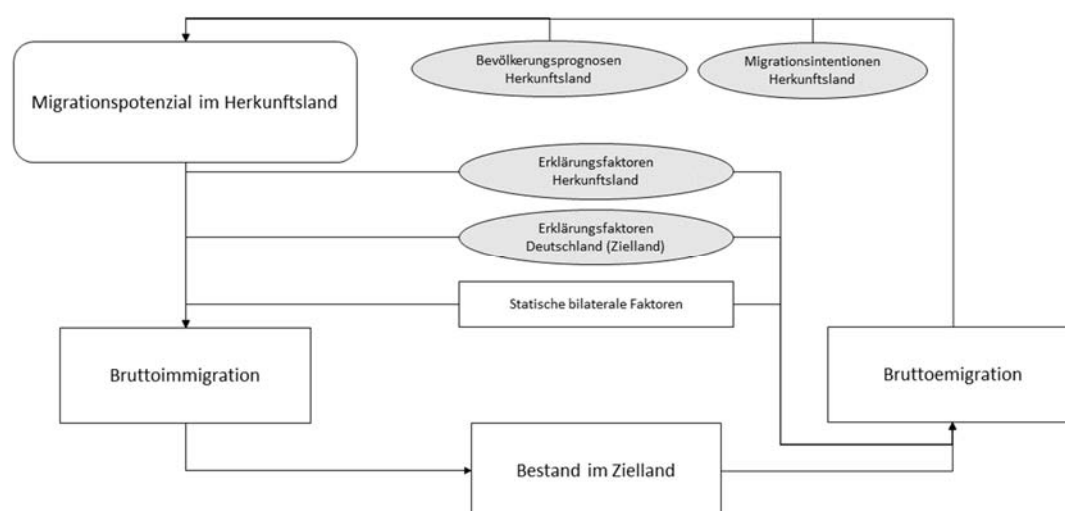 Bevölkerungsprognosen
Herkunftsland
Migrationsintentionen
Herkunftsland
Migrationspotenzial im Herkunftsland
Erklärungsfaktoren
Herkunftsland
Erklärungsfaktoren
Deutschland (Zielland)
Statische bilaterale Faktoren
Bruttoimmigration
Bruttoemigration
Bestand im Zielland